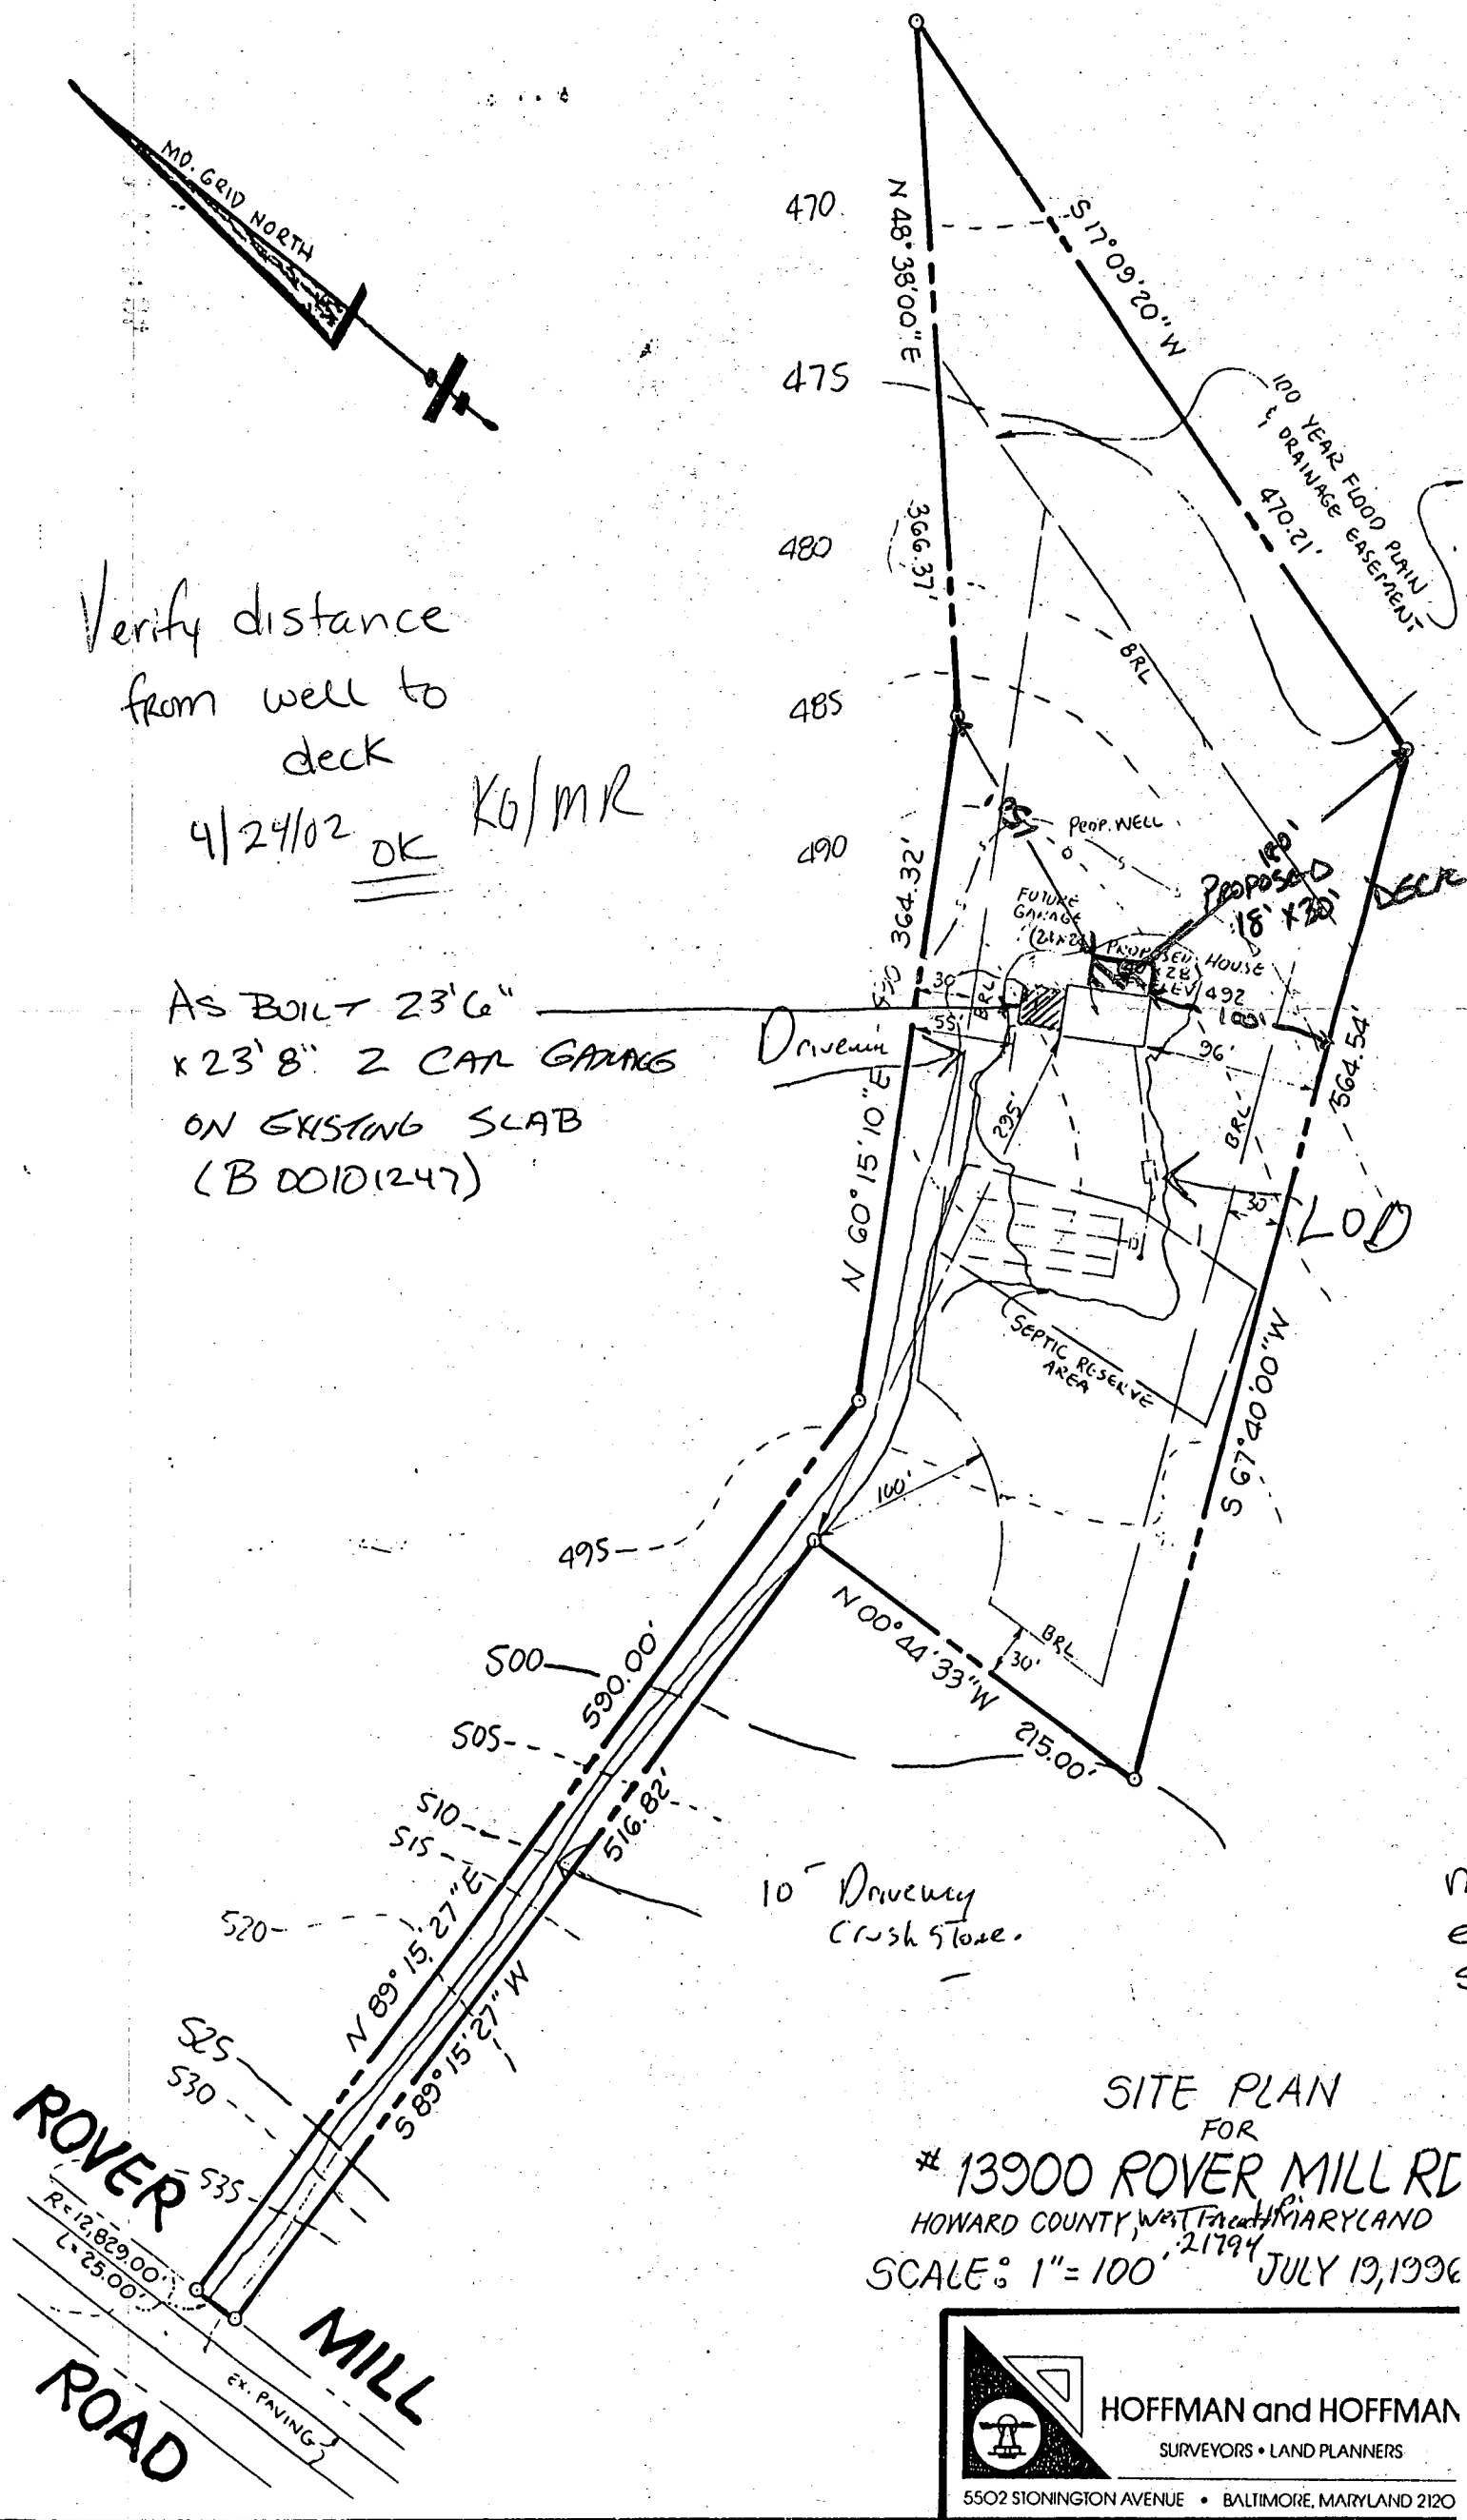 MD. GRID NORTH
470
N 48°38'00" E
S 17°09'20" W
475
100 YEAR FLOOD PLAIN
& DRAINAGE EASEMENT
470.21'
480
366.37'
Verify distance
from well to
deck
4/24/02 OK KG/MR
BRL
485
PROP. WELL
490
364.32'
180'
PROPOSED DECK
18' x 30'
FUTURE
GARAGE
PROPOSED HOUSE
28
ELEV 492
490
30'
BRL
100'
55'
96'
AS BUILT 23'6"
x 23'8" 2 CAR GARAGE
ON EXISTING SLAB
(B 00101247)
Driveway
295'
BRL
564.54'
N 60°15'10" E
30'
LOD
SEPTIC RESERVE
AREA
S 67°40'00" W
100'
495
N 00°44'33" W
215.00'
BRL
30'
500
590.00'
505
516.82'
510
515
10' Driveway
Crush Stone.
520
N 89°15'27" E
S 89°15'27" W
525
530
535
ROVER
MILL
ROAD
R=12,829.00'
L=25.00'
EX. PAVING
SITE PLAN
FOR
# 13900 ROVER MILL RD
HOWARD COUNTY, West Friendship MARYLAND
21794
SCALE: 1"=100' JULY 19, 1996
HOFFMAN and HOFFMAN
SURVEYORS • LAND PLANNERS
5502 STONINGTON AVENUE • BALTIMORE, MARYLAND 2120